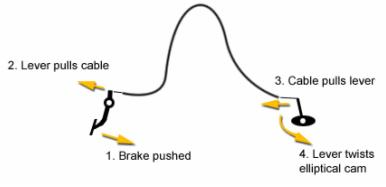 2. Lever pulls cable
3. Cable pulls lever
1. Brake pushed
4. Lever twists
elliptical cam